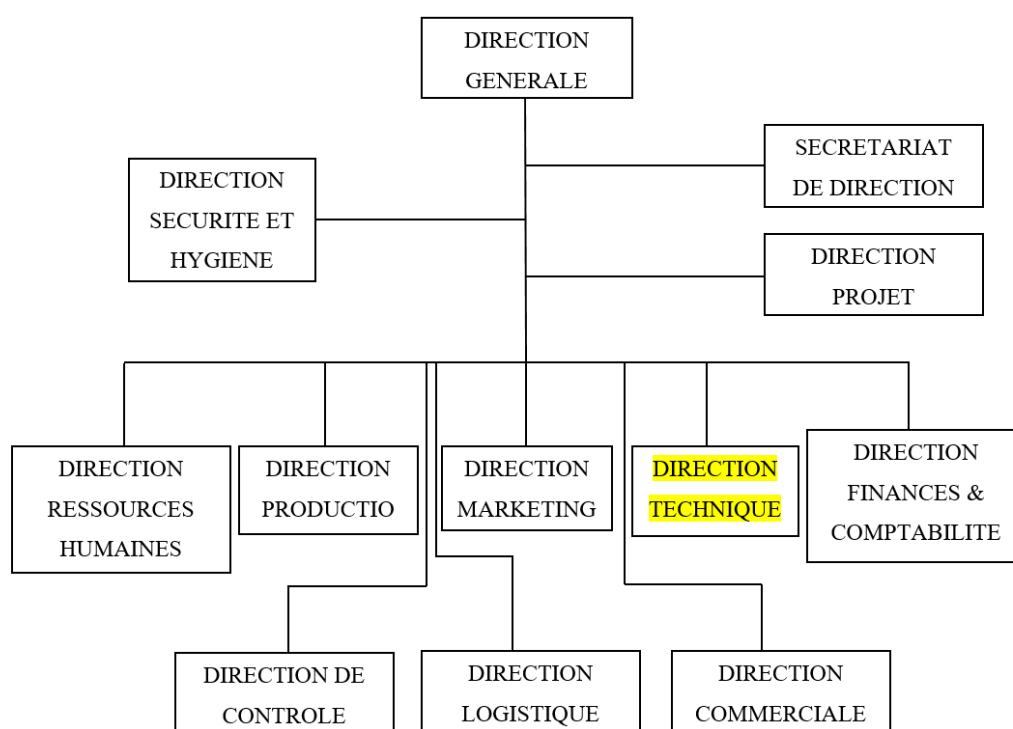 DIRECTION
GENERALE
SECRETARIAT
DE DIRECTION
DIRECTION
SECURITE ET
HYGIENE
DIRECTION
PROJET
DIRECTION
RESSOURCES
HUMAINES
DIRECTION
PRODUCTIO
DIRECTION
MARKETING
DIRECTION
TECHNIQUE
DIRECTION
FINANCES &
COMPTABILITE
DIRECTION DE
CONTROLE
DIRECTION
LOGISTIQUE
DIRECTION
COMMERCIALE